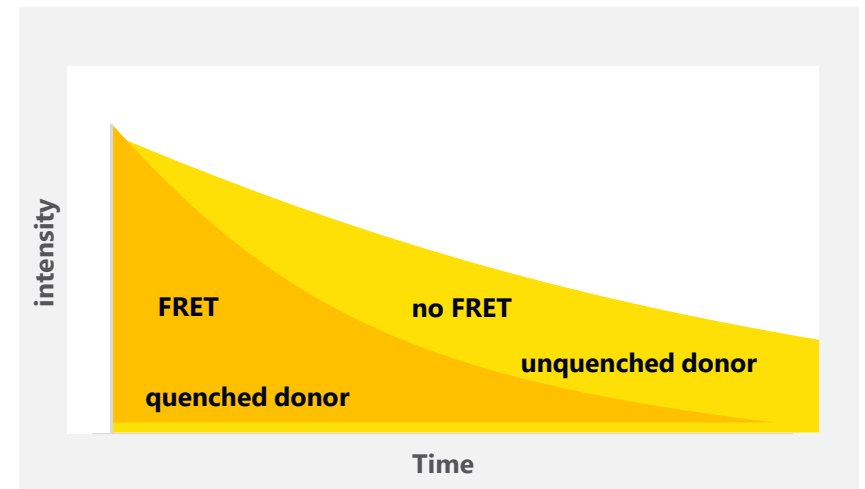 intensity
FRET
no FRET
unquenched donor
quenched donor
Time